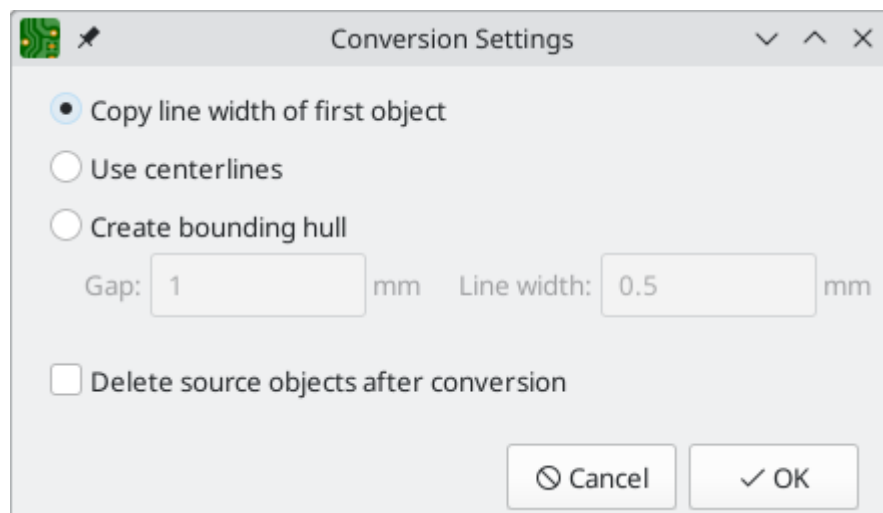 Conversion Settings
Copy line width of first object
Use centerlines
Create bounding hull
Gap: 1 mm Line width: 0.5 mm
Delete source objects after conversion
Cancel OK